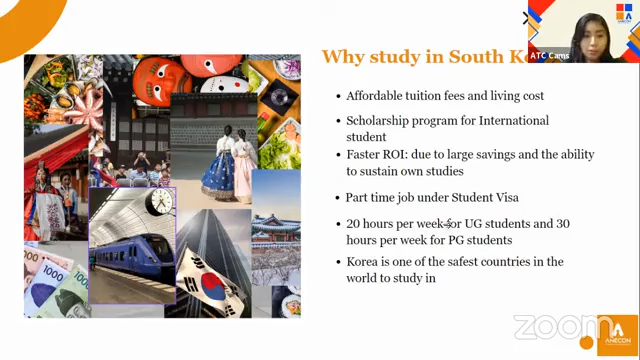 Why study in South K
ATC Cams
Affordable tuition fees and living cost
Scholarship program for International
student
Faster ROI: due to large savings and the ability
to sustain own studies
Part time job under Student Visa
20 hours per week for UG students and 30
hours per week for PG students
Korea is one of the safest countries in the
world to study in
1000
1000
zoom
ANECON